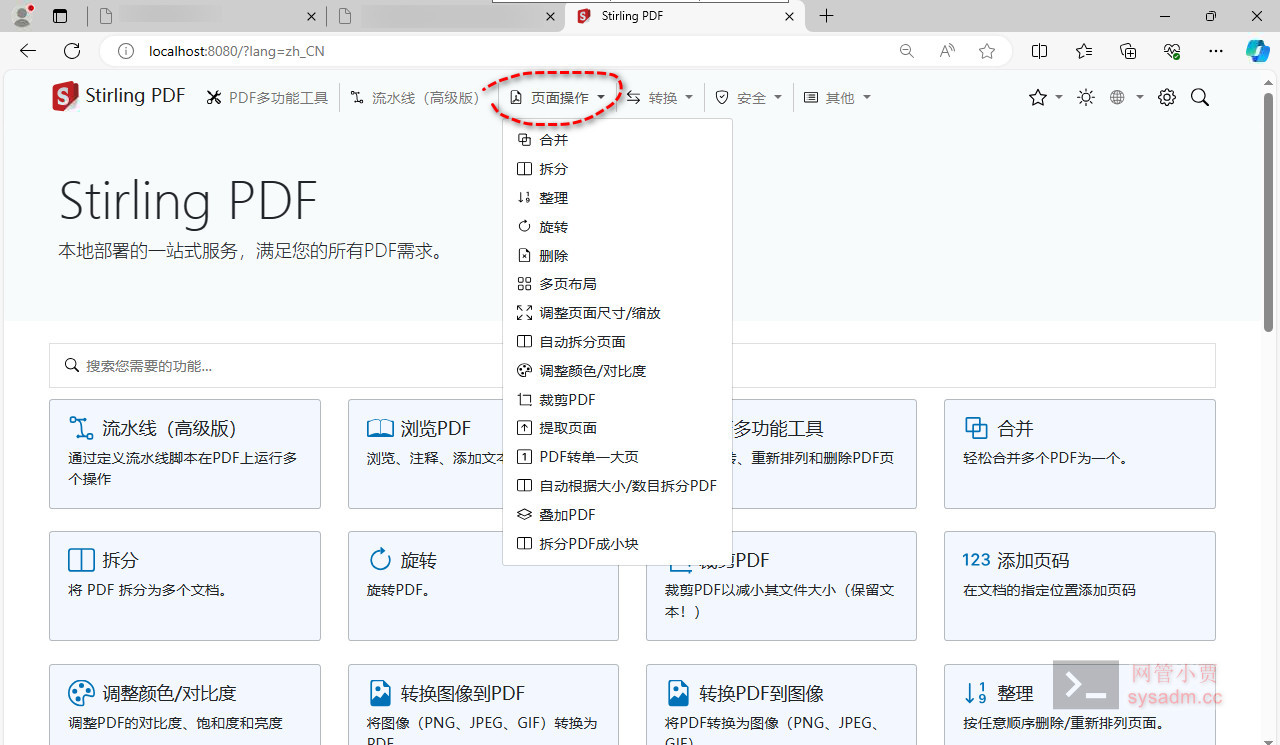 Stirling PDF
localhost:8080/?lang=zh_CN
Stirling PDF
PDF多功能工具
流水线（高级版）
页面操作
转换
安全
其他
合并
拆分
整理
旋转
删除
多页布局
调整页面尺寸/缩放
自动拆分页面
调整颜色/对比度
裁剪PDF
提取页面
PDF转单一大页
自动根据大小/数目拆分PDF
叠加PDF
拆分PDF成小块
Stirling PDF
本地部署的一站式服务，满足您的所有PDF需求。
搜索您需要的功能...
流水线（高级版）
通过定义流水线脚本在PDF上运行多
个操作
浏览PDF
浏览、注释、添加文本
多功能工具
、重新排列和删除PDF页
合并
轻松合并多个PDF为一个。
拆分
将 PDF 拆分为多个文档。
旋转
旋转PDF。
裁剪PDF
裁剪PDF以减小其文件大小（保留文
本！）
123 添加页码
在文档的指定位置添加页码
调整颜色/对比度
调整PDF的对比度、饱和度和亮度
转换图像到PDF
将图像（PNG、JPEG、GIF）转换为
PDF
转换PDF到图像
将PDF转换为图像（PNG、JPEG、
GIF）
整理
按任意顺序删除/重新排列页面。
网管小贾
sysadm.cc